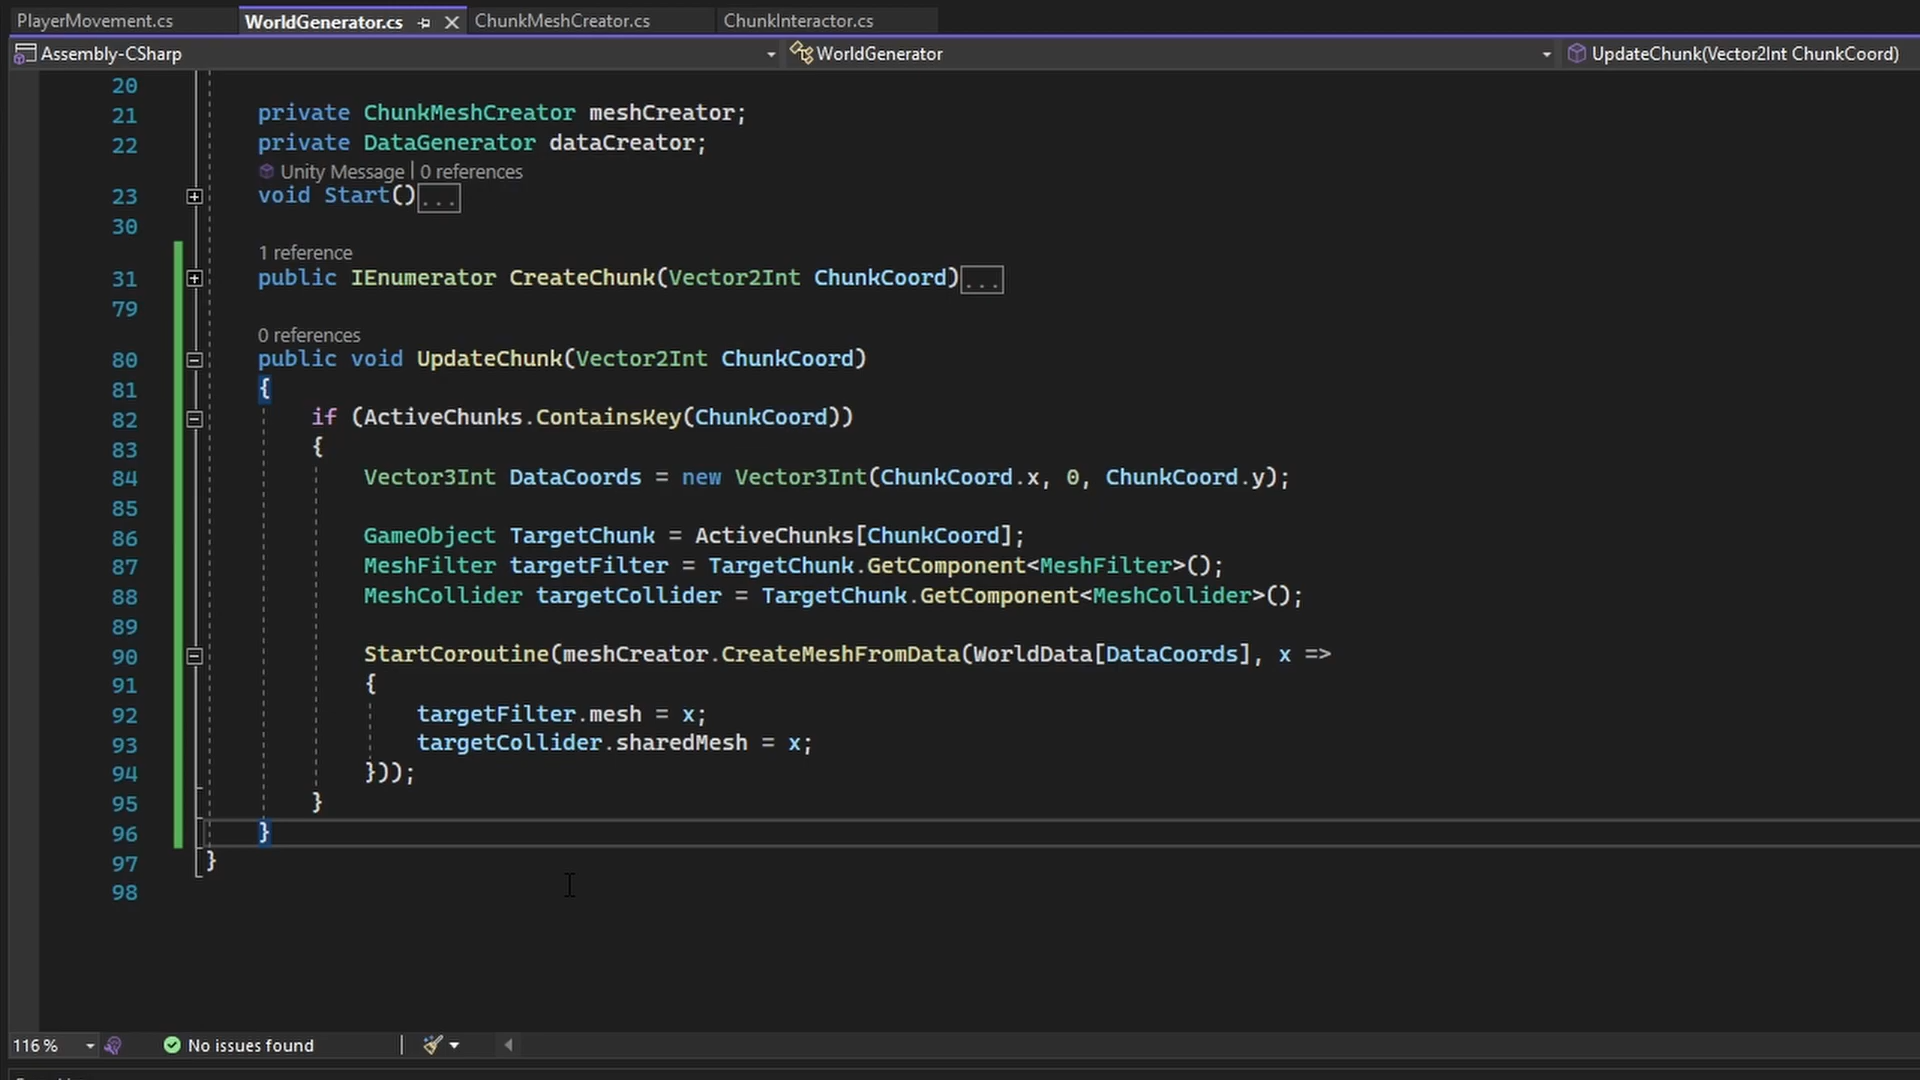 PlayerMovement.cs WorldGenerator.cs ChunkMeshCreator.cs ChunkInteractor.cs
Assembly-CSharp WorldGenerator UpdateChunk(Vector2Int ChunkCoord)
20
21 private ChunkMeshCreator meshCreator;
22 private DataGenerator dataCreator;
Unity Message | 0 references
23 void Start()...
30
1 reference
31 public IEnumerator CreateChunk(Vector2Int ChunkCoord)...
79
0 references
80 public void UpdateChunk(Vector2Int ChunkCoord)
81 {
82 if (ActiveChunks.ContainsKey(ChunkCoord))
83 {
84 Vector3Int DataCoords = new Vector3Int(ChunkCoord.x, 0, ChunkCoord.y);
85
86 GameObject TargetChunk = ActiveChunks[ChunkCoord];
87 MeshFilter targetFilter = TargetChunk.GetComponent<MeshFilter>();
88 MeshCollider targetCollider = TargetChunk.GetComponent<MeshCollider>();
89
90 StartCoroutine(meshCreator.CreateMeshFromData(WorldData[DataCoords], x =>
91 {
92 targetFilter.mesh = x;
93 targetCollider.sharedMesh = x;
94 }));
95 }
96 }
97 }
98
116 % No issues found